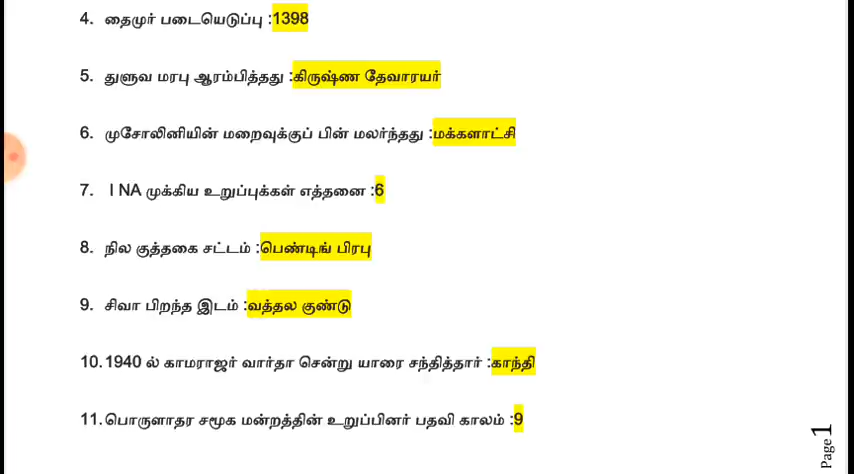 4. தைமுர் படையெடுப்பு :1398
5. துளுவ மரபு ஆரம்பித்தது :கிருஷ்ண தேவாரயர்
6. முசோலினியின் மறைவுக்குப் பின் மலர்ந்தது :மக்களாட்சி
7. I NA முக்கிய உறுப்புக்கள் எத்தனை :6
8. நில குத்தகை சட்டம் :பெண்டிங் பிரபு
9. சிவா பிறந்த இடம் :வத்தல குண்டு
10. 1940 ல் காமராஜர் வார்தா சென்று யாரை சந்தித்தார் :காந்தி
11. பொருளாதர சமூக மன்றத்தின் உறுப்பினர் பதவி காலம் :9
Page 1